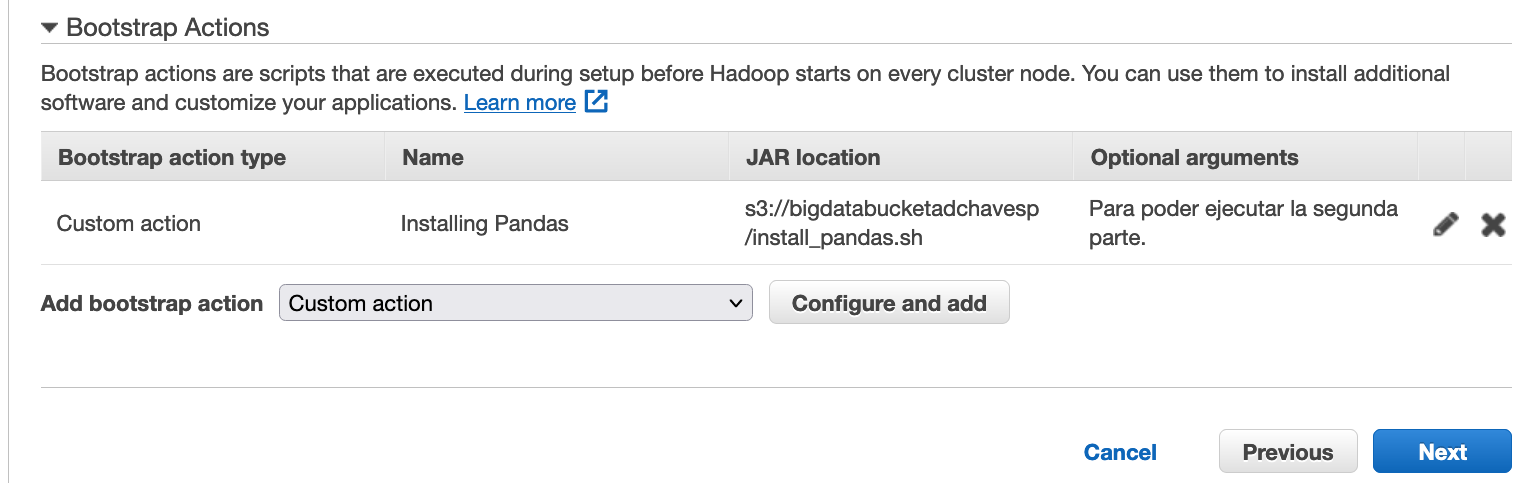 Bootstrap Actions
Bootstrap actions are scripts that are executed during setup before Hadoop starts on every cluster node. You can use them to install additional
software and customize your applications. Learn more
Bootstrap action type Name JAR location Optional arguments
Custom action Installing Pandas s3://bigdatabucketadchavesp Para poder ejecutar la segunda
/install_pandas.sh parte.
Add bootstrap action Custom action Configure and add
Cancel Previous Next